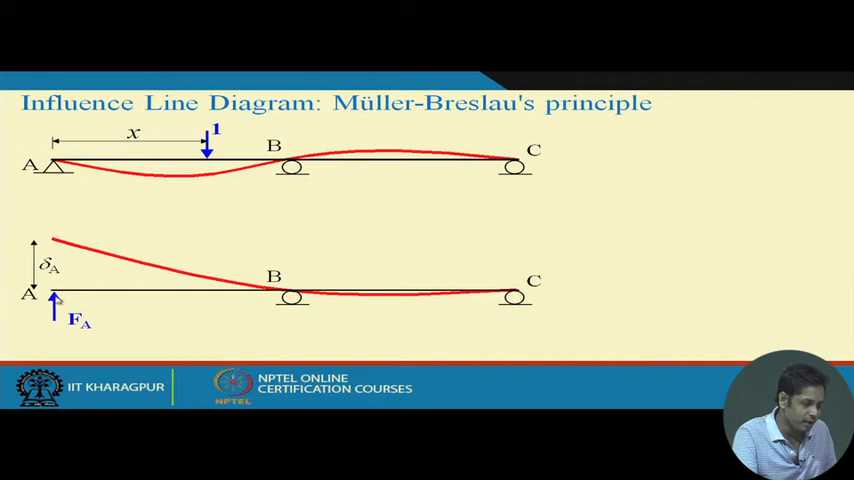 Influence Line Diagram: Müller-Breslau's principle
x
1
A
B
C
δA
A
B
C
FA
IIT KHARAGPUR
NPTEL
NPTEL ONLINE
CERTIFICATION COURSES